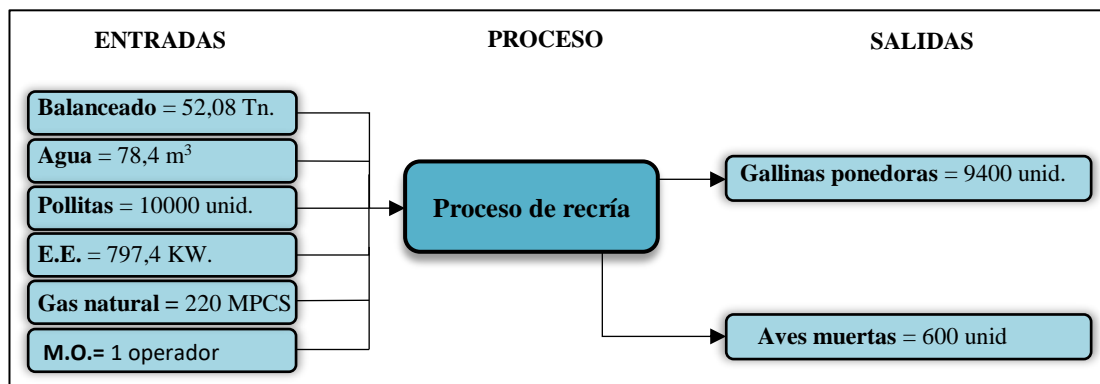 ENTRADAS
PROCESO
SALIDAS
Balanceado = 52,08 Tn.
Agua = 78,4 m³
Pollitas = 10000 unid.
E.E. = 797,4 KW.
Gas natural = 220 MPCS
M.O.= 1 operador
Proceso de recría
Gallinas ponedoras = 9400 unid.
Aves muertas = 600 unid